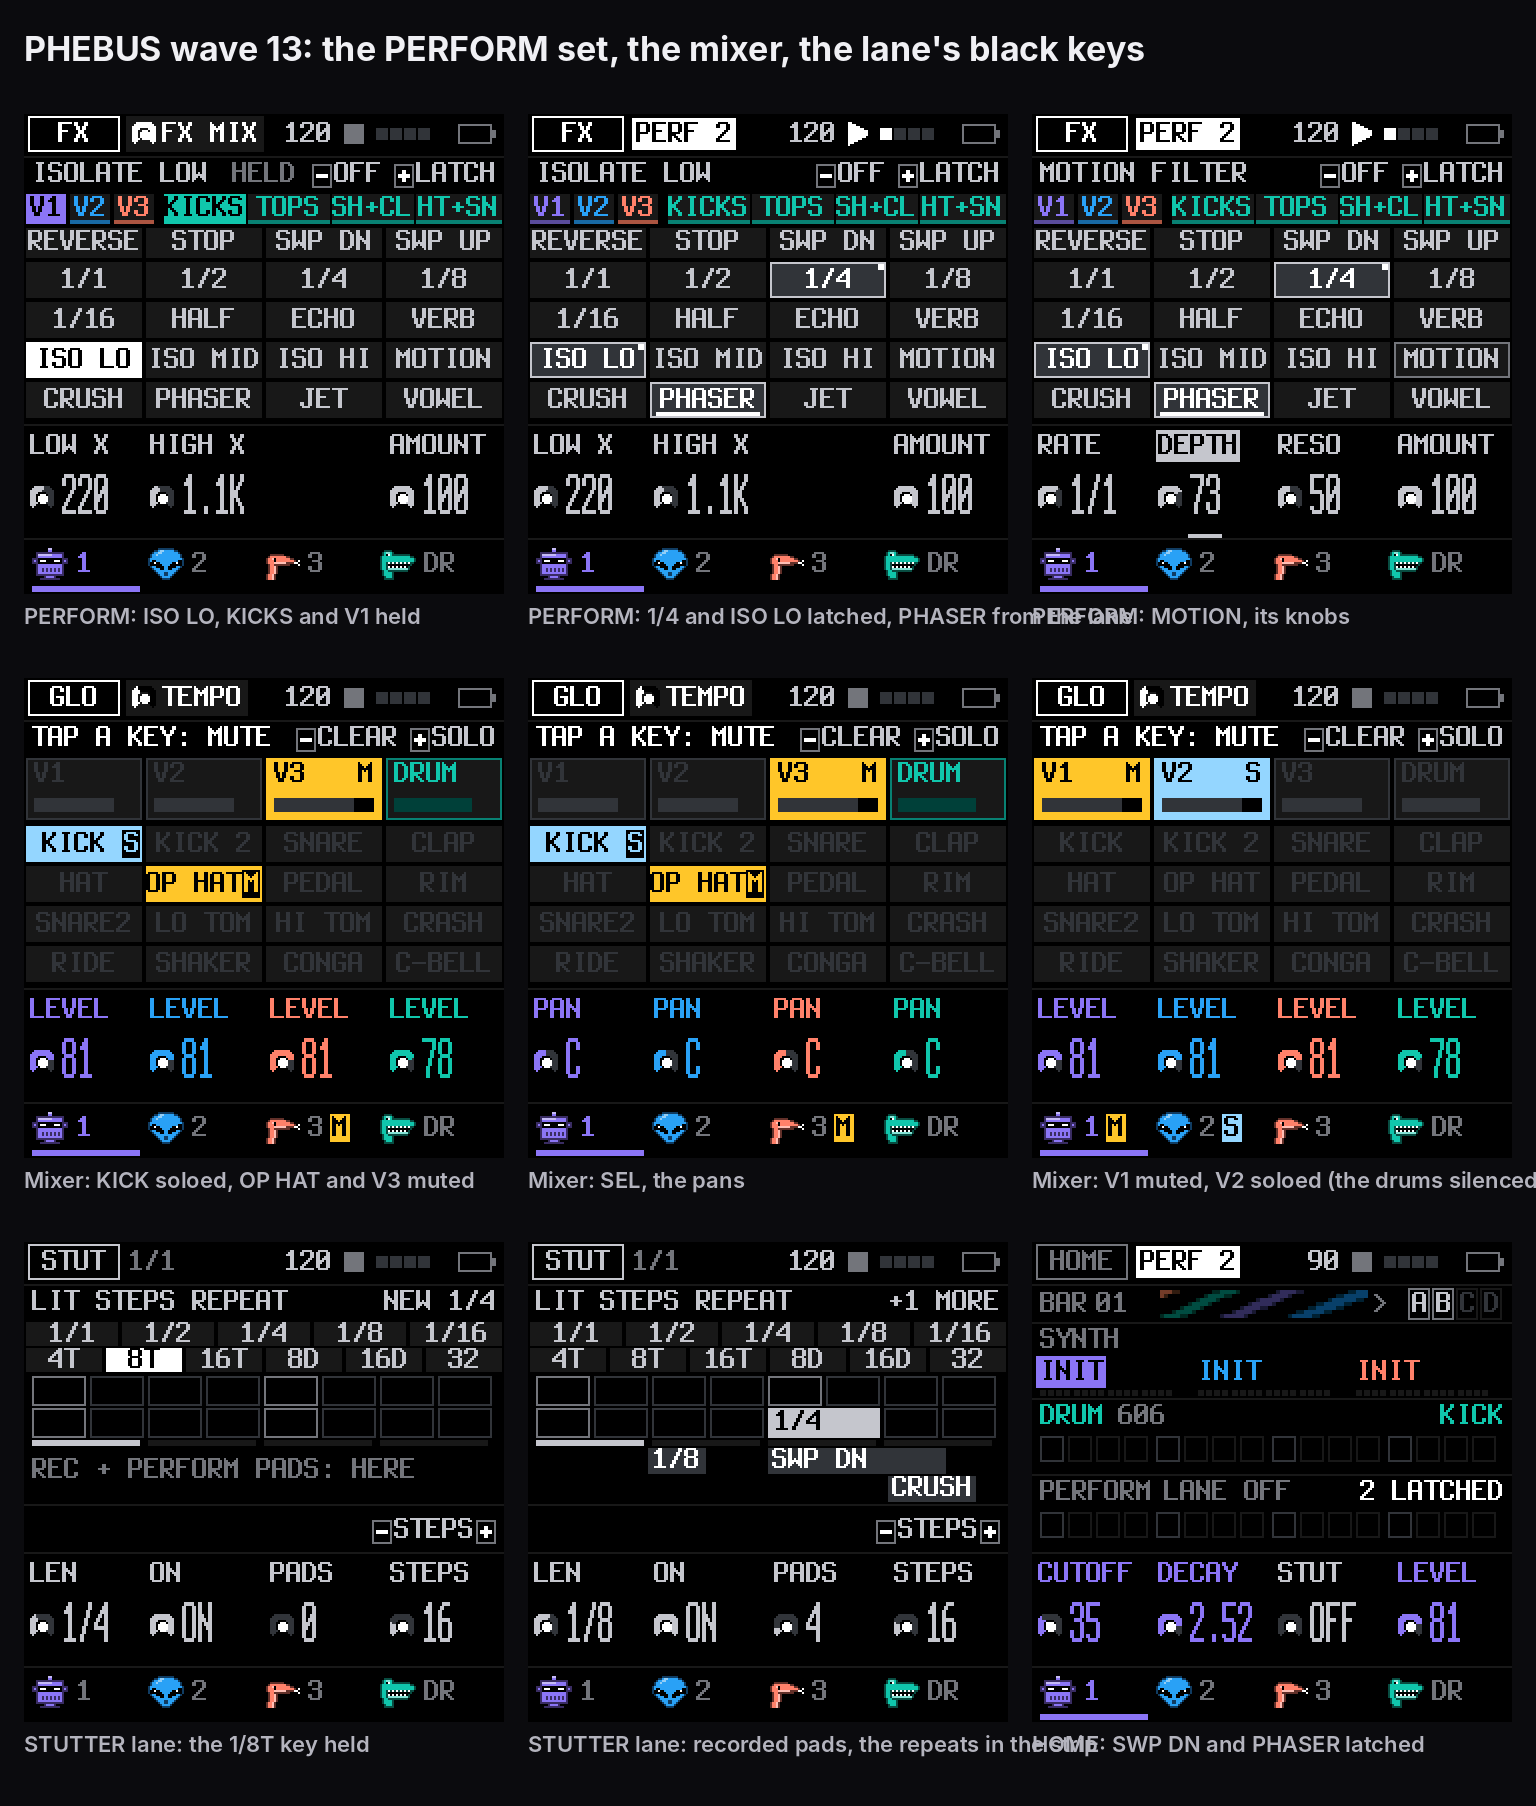 PHEBUS wave 13: the PERFORM set, the mixer, the lane's black keys
FX FX MIX 120
ISOLATE LOW HELD -OFF +LATCH
V1 V2 V3 KICKS TOPS SH+CL HT+SN
REVERSE STOP SWP DN SWP UP
1/1 1/2 1/4 1/8
1/16 HALF ECHO VERB
ISO LO ISO MID ISO HI MOTION
CRUSH PHASER JET VOWEL
LOW X HIGH X AMOUNT
220 1.1K 100
1 2 3 DR
PERFORM: ISO LO, KICKS and V1 held
FX PERF 2 120
ISOLATE LOW -OFF +LATCH
V1 V2 V3 KICKS TOPS SH+CL HT+SN
REVERSE STOP SWP DN SWP UP
1/1 1/2 1/4 1/8
1/16 HALF ECHO VERB
ISO LO ISO MID ISO HI MOTION
CRUSH PHASER JET VOWEL
LOW X HIGH X AMOUNT
220 1.1K 100
1 2 3 DR
PERFORM: 1/4 and ISO LO latched, PHASER from the lane
FX PERF 2 120
MOTION FILTER -OFF +LATCH
V1 V2 V3 KICKS TOPS SH+CL HT+SN
REVERSE STOP SWP DN SWP UP
1/1 1/2 1/4 1/8
1/16 HALF ECHO VERB
ISO LO ISO MID ISO HI MOTION
CRUSH PHASER JET VOWEL
RATE DEPTH RESO AMOUNT
1/1 73 50 100
1 2 3 DR
PERFORM: MOTION, its knobs
GLO TEMPO 120
TAP A KEY: MUTE -CLEAR +SOLO
V1 V2 V3 M DRUM
KICK S KICK 2 SNARE CLAP
HAT OP HAT M PEDAL RIM
SNARE2 LO TOM HI TOM CRASH
RIDE SHAKER CONGA C-BELL
LEVEL LEVEL LEVEL LEVEL
81 81 81 78
1 2 3 M DR
Mixer: KICK soloed, OP HAT and V3 muted
GLO TEMPO 120
TAP A KEY: MUTE -CLEAR +SOLO
V1 V2 V3 M DRUM
KICK S KICK 2 SNARE CLAP
HAT OP HAT M PEDAL RIM
SNARE2 LO TOM HI TOM CRASH
RIDE SHAKER CONGA C-BELL
PAN PAN PAN PAN
C C C C
1 2 3 M DR
Mixer: SEL, the pans
GLO TEMPO 120
TAP A KEY: MUTE -CLEAR +SOLO
V1 M V2 S V3 DRUM
KICK KICK 2 SNARE CLAP
HAT OP HAT PEDAL RIM
SNARE2 LO TOM HI TOM CRASH
RIDE SHAKER CONGA C-BELL
LEVEL LEVEL LEVEL LEVEL
81 81 81 78
1 M 2 S 3 DR
Mixer: V1 muted, V2 soloed (the drums silenced
STUT 1/1 120
LIT STEPS REPEAT NEW 1/4
1/1 1/2 1/4 1/8 1/16
4T 8T 16T 8D 16D 32
REC + PERFORM PADS: HERE
-STEPS+
LEN ON PADS STEPS
1/4 ON 0 16
1 2 3 DR
STUTTER lane: the 1/8T key held
STUT 1/1 120
LIT STEPS REPEAT +1 MORE
1/1 1/2 1/4 1/8 1/16
4T 8T 16T 8D 16D 32
1/4
1/8 SWP DN
CRUSH
-STEPS+
LEN ON PADS STEPS
1/8 ON 4 16
1 2 3 DR
STUTTER lane: recorded pads, the repeats in the strip
HOME PERF 2 90
BAR 01 > A B C D
SYNTH
INIT INIT INIT
DRUM 606 KICK
PERFORM LANE OFF 2 LATCHED
CUTOFF DECAY STUT LEVEL
35 2.52 OFF 81
1 2 3 DR
HOME: SWP DN and PHASER latched